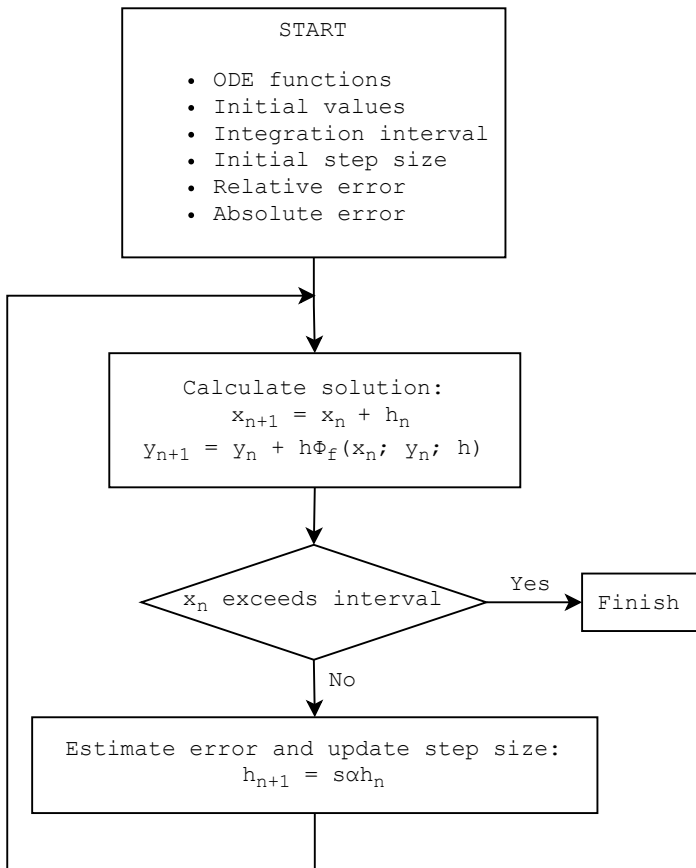 START
• ODE functions
• Initial values
• Integration interval
• Initial step size
• Relative error
• Absolute error
Calculate solution:
xₙ₊₁ = xₙ + hₙ
yₙ₊₁ = yₙ + hΦ_f(xₙ; yₙ; h)
xₙ exceeds interval
Yes
Finish
No
Estimate error and update step size:
hₙ₊₁ = sαhₙ